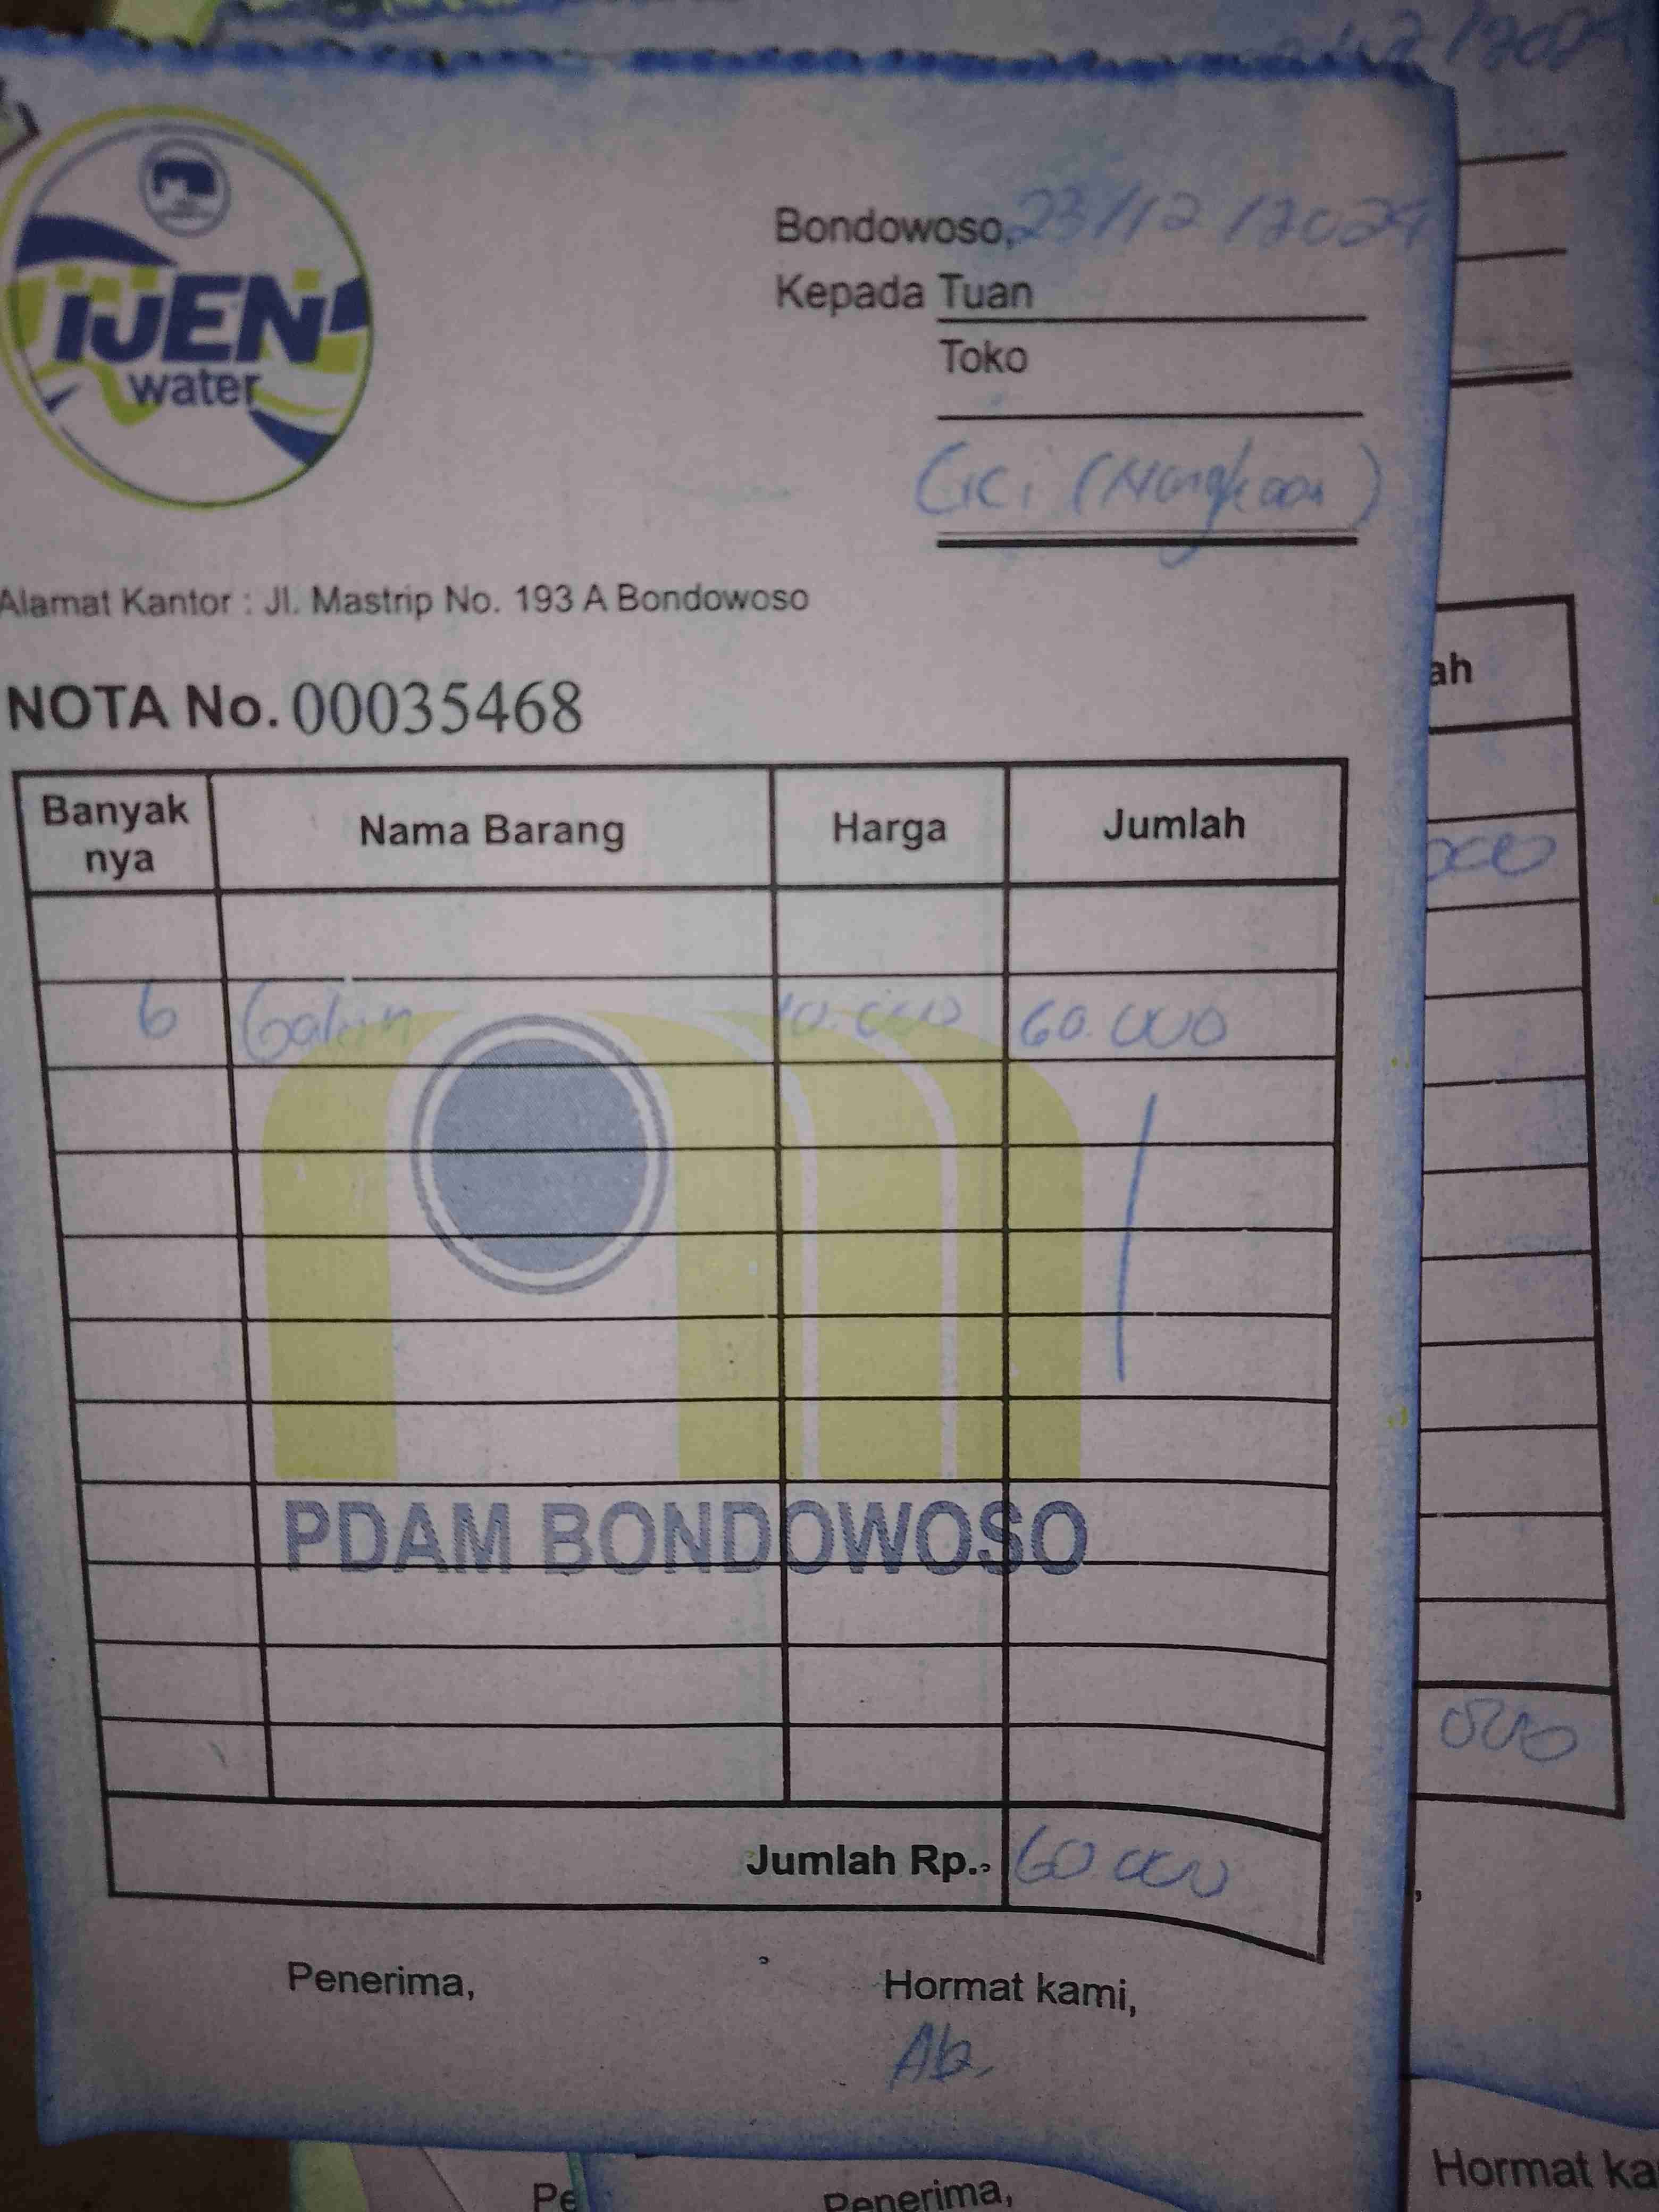 IJEN
water
Bondowoso, 23/12/2024
Kepada Tuan
Toko
Cici (Nangkaan)
Alamat Kantor : Jl. Mastrip No. 193 A Bondowoso
NOTA No. 00035468
Banyak nya Nama Barang Harga Jumlah
6 Galon 10.000 60.000
PDAM BONDOWOSO
Jumlah Rp. 60 000
Penerima, Hormat kami,
Ab
ah
000
000
Penerima,
Hormat ka
Pe